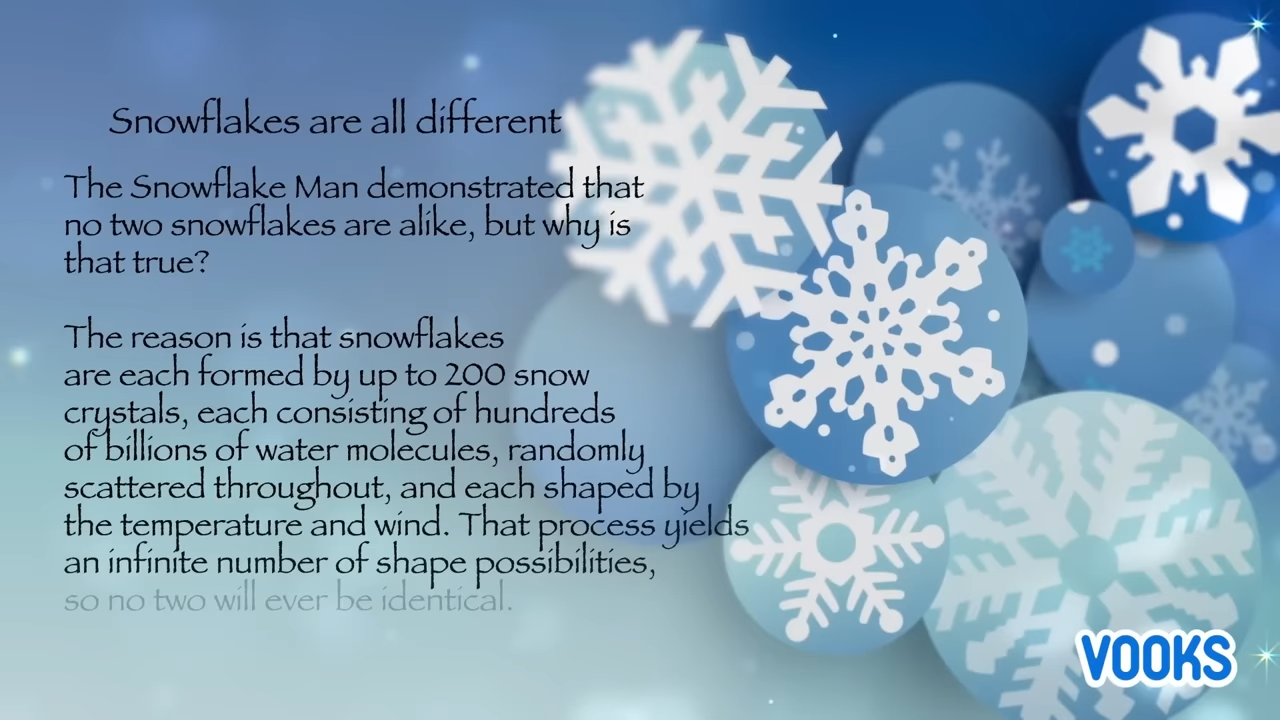 Snowflakes are all different
The Snowflake Man demonstrated that
no two snowflakes are alike, but why is
that true?
The reason is that snowflakes
are each formed by up to 200 snow
crystals, each consisting of hundreds
of billions of water molecules, randomly
scattered throughout, and each shaped by
the temperature and wind. That process yields
an infinite number of shape possibilities,
so no two will ever be identical.
VOOKS